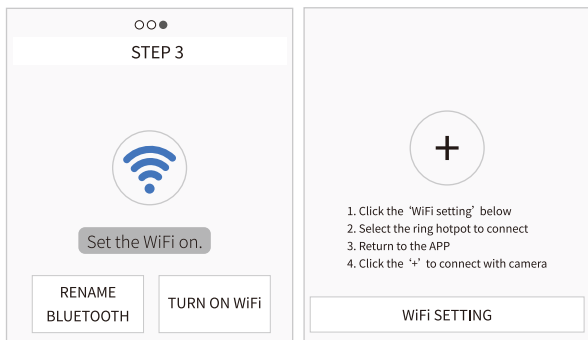 STEP 3
Set the WiFi on.
RENAME
BLUETOOTH
TURN ON WiFi
+
1. Click the ‘WiFi setting’ below
2. Select the ring hotpot to connect
3. Return to the APP
4. Click the ‘+’ to connect with camera
WiFi SETTING